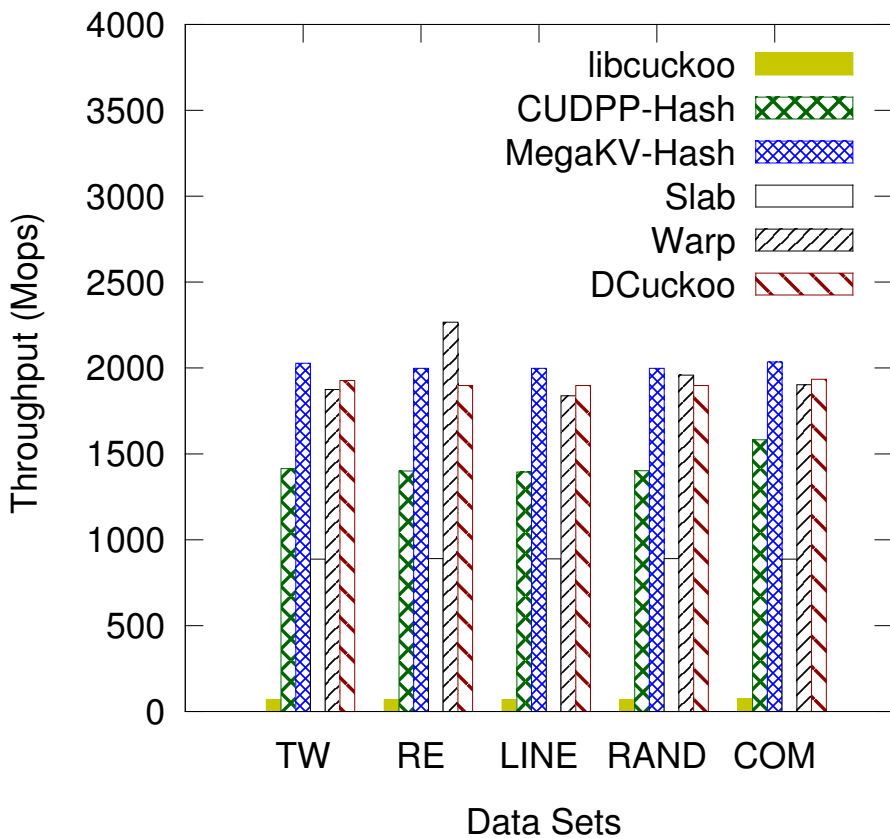 Throughput (Mops)
4000
3500
3000
2500
2000
1500
1000
500
0
libcuckoo
CUDPP-Hash
MegaKV-Hash
Slab
Warp
DCuckoo
TW RE LINE RAND COM
Data Sets